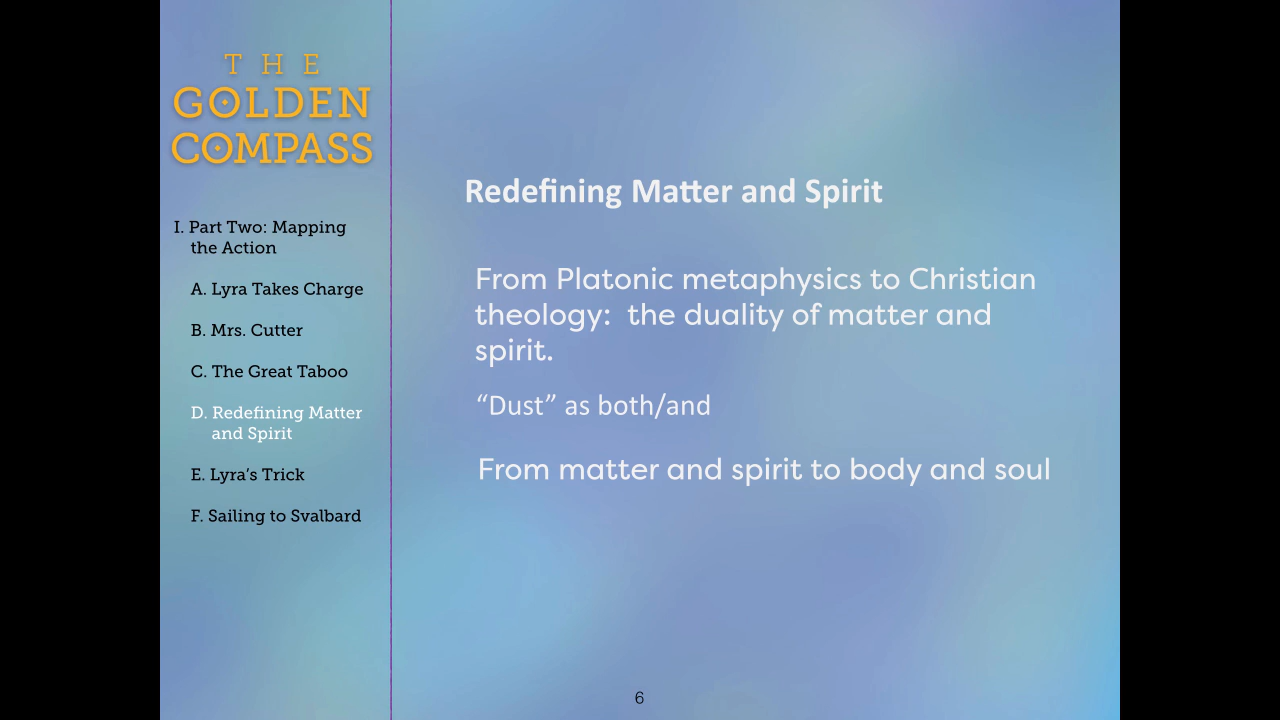 THE
GOLDEN
COMPASS
I. Part Two: Mapping
the Action
A. Lyra Takes Charge
B. Mrs. Cutter
C. The Great Taboo
D. Redefining Matter
and Spirit
E. Lyra’s Trick
F. Sailing to Svalbard
Redefining Matter and Spirit
From Platonic metaphysics to Christian
theology:  the duality of matter and
spirit.
“Dust” as both/and
From matter and spirit to body and soul
6